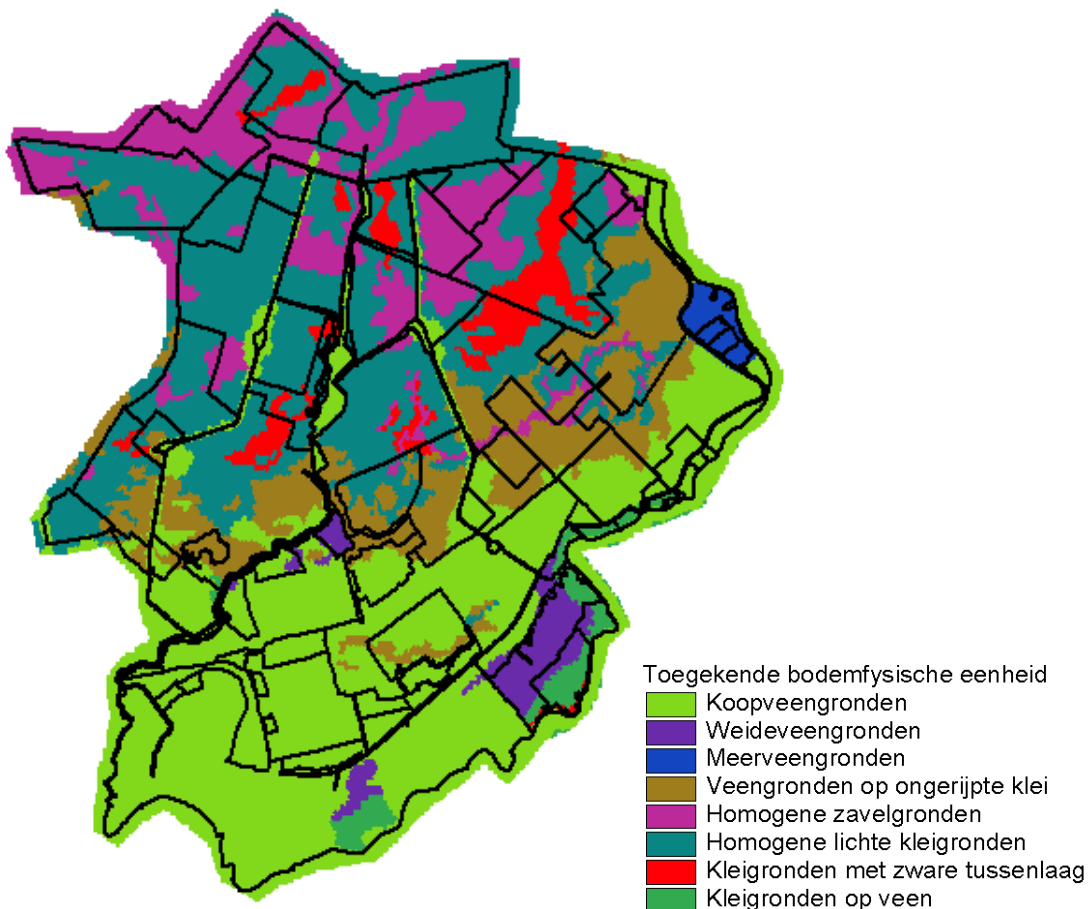 Toegekende bodemfysische eenheid
Koopveengronden
Weideveengronden
Meerveengronden
Veengronden op ongerijpte klei
Homogene zavelgronden
Homogene lichte kleigronden
Kleigronden met zware tussenlaag
Kleigronden op veen